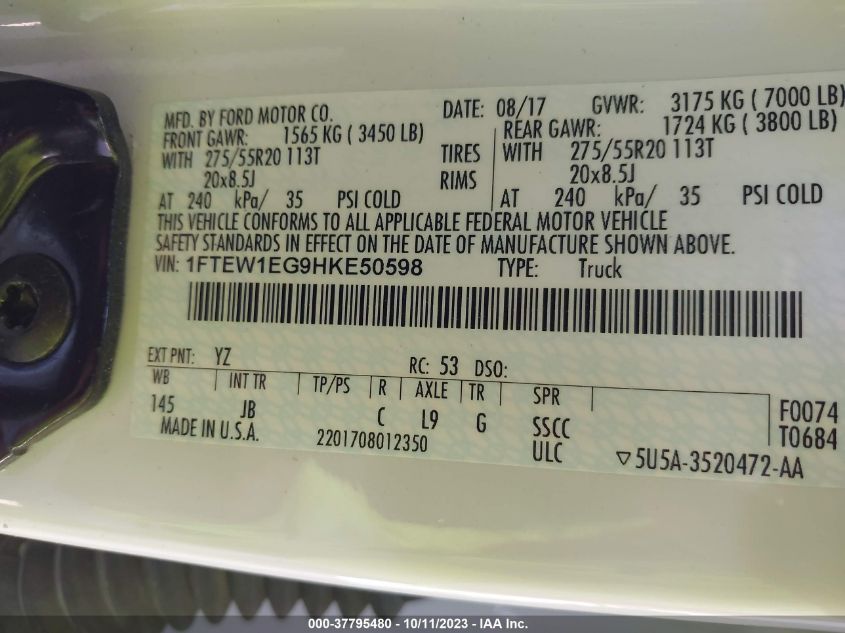 MFD. BY FORD MOTOR CO. DATE: 08/17 GVWR: 3175 KG ( 7000 LB)
FRONT GAWR: 1565 KG ( 3450 LB) REAR GAWR: 1724 KG ( 3800 LB)
WITH 275/55R20 113T TIRES WITH 275/55R20 113T
20x8.5J RIMS 20x8.5J
AT 240 kPa/ 35 PSI COLD AT 240 kPa/ 35 PSI COLD
THIS VEHICLE CONFORMS TO ALL APPLICABLE FEDERAL MOTOR VEHICLE
SAFETY STANDARDS IN EFFECT ON THE DATE OF MANUFACTURE SHOWN ABOVE.
VIN: 1FTEW1EG9HKE50598 TYPE: Truck
EXT PNT: YZ RC: 53 DSO:
WB INT TR TP/PS R AXLE TR SPR
145 JB C L9 G SSCC F0074
MADE IN U.S.A. 2201708012350 ULC T0684
▽5U5A-3520472-AA
000-37795480 - 10/11/2023 - IAA Inc.